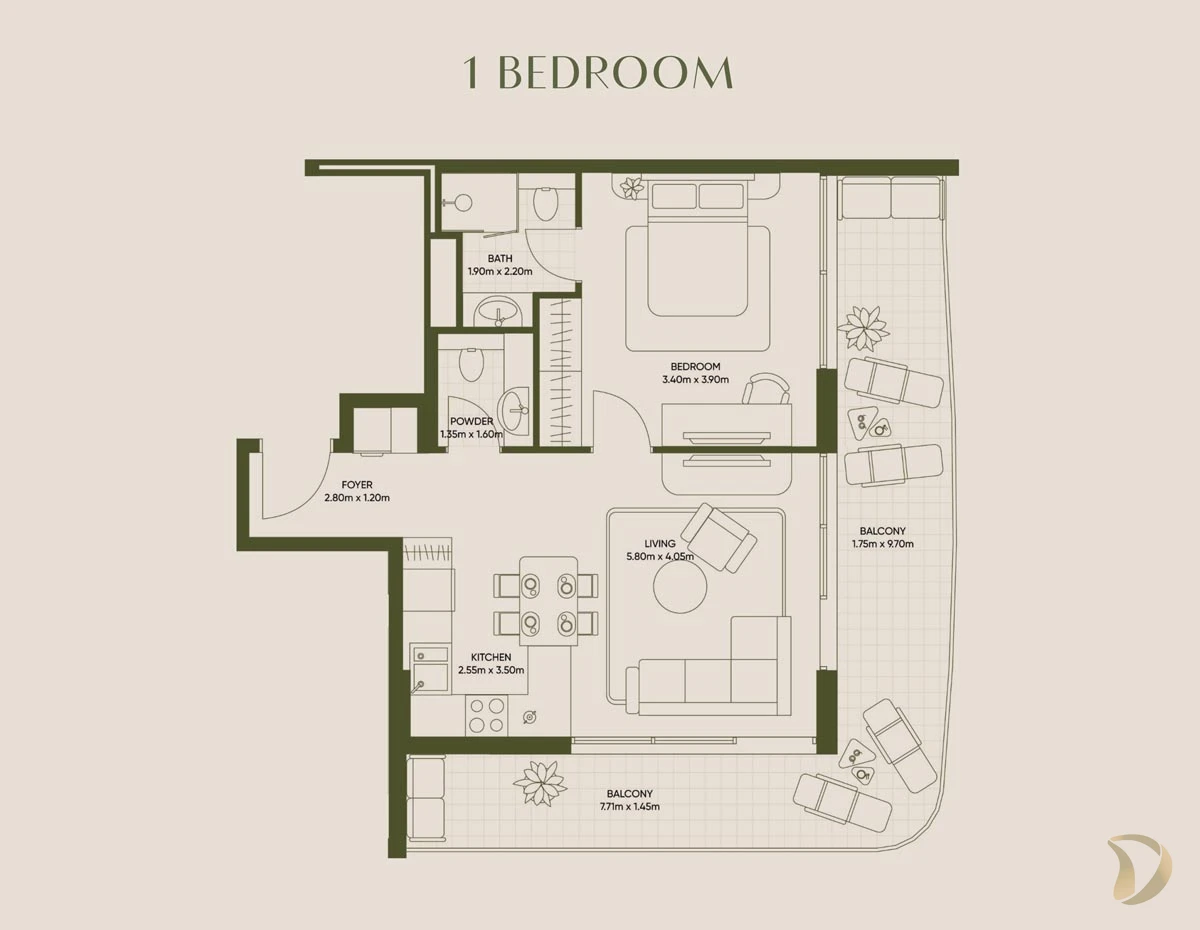 1 BEDROOM
BATH
1.90m x 2.20m
BEDROOM
3.40m x 3.90m
POWDER
1.35m x 1.60m
FOYER
2.80m x 1.20m
LIVING
5.80m x 4.05m
BALCONY
1.75m x 9.70m
KITCHEN
2.55m x 3.50m
BALCONY
7.71m x 1.45m